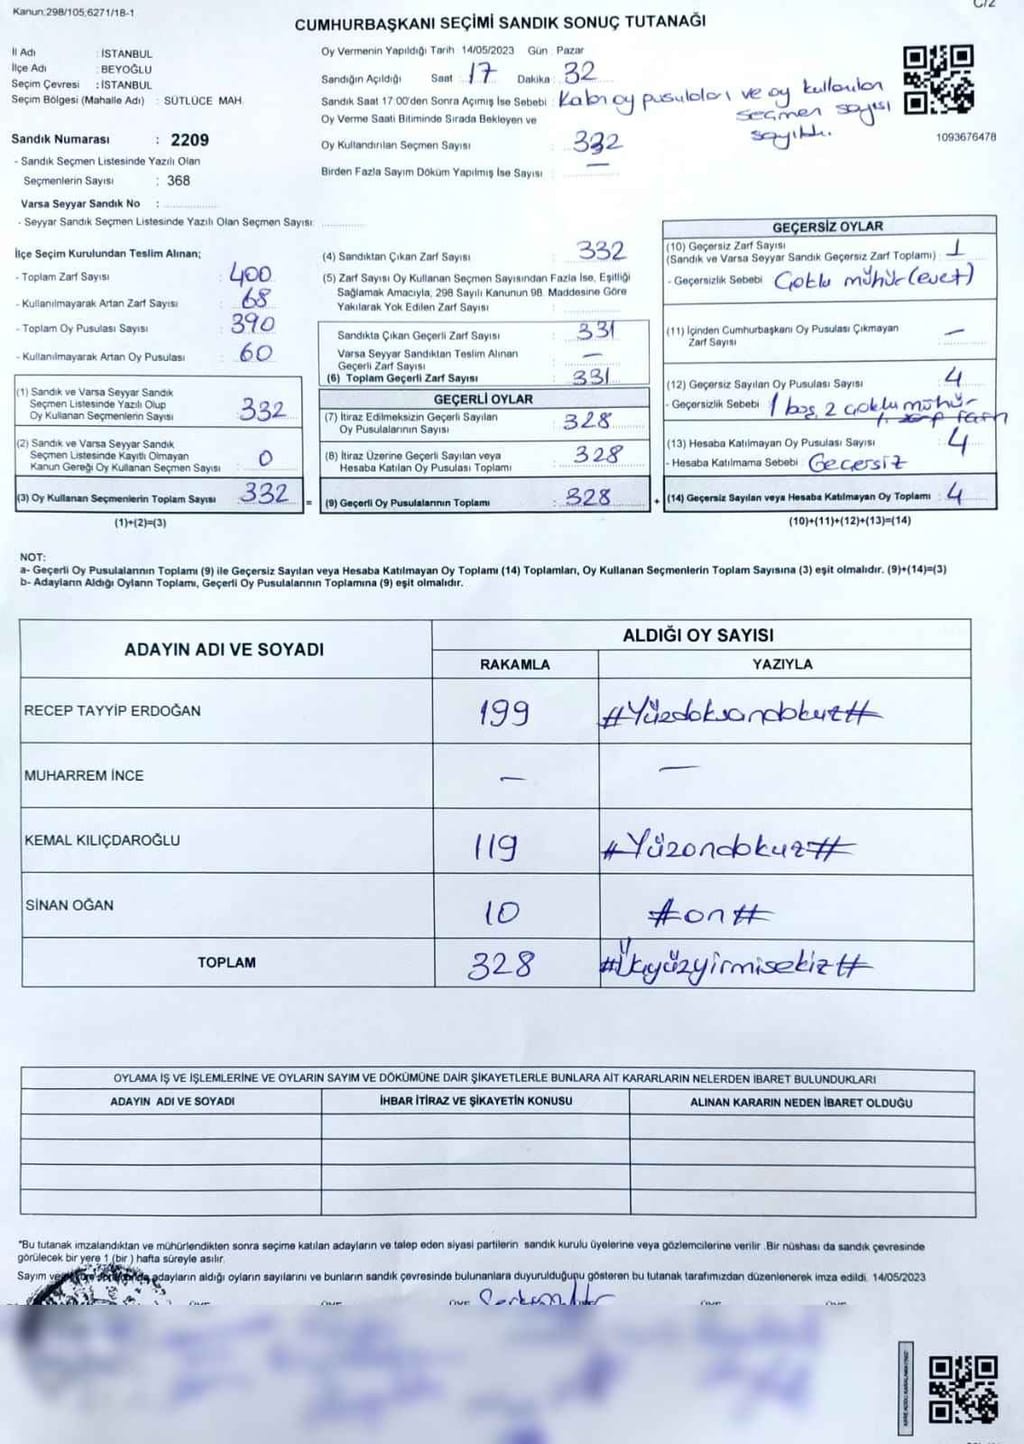 Kanun:298/105,6271/18-1
C/2
CUMHURBAŞKANI SEÇİMİ SANDIK SONUÇ TUTANAĞI
İl Adı : İSTANBUL
İlçe Adı : BEYOĞLU
Seçim Çevresi : İSTANBUL
Seçim Bölgesi (Mahalle Adı) : SÜTLÜCE MAH.
Sandık Numarası : 2209
- Sandık Seçmen Listesinde Yazılı Olan
Seçmenlerin Sayısı : 368
Varsa Seyyar Sandık No :
- Seyyar Sandık Seçmen Listesinde Yazılı Olan Seçmen Sayısı:
Oy Vermenin Yapıldığı Tarih 14/05/2023 Gün Pazar
Sandığın Açıldığı Saat 17 Dakika 32
Sandık Saat 17:00'den Sonra Açımış İse Sebebi : Kalan oy pusulaları ve oy kullanılan
seçmen sayısı
sayıldı.
Oy Verme Saati Bitiminde Sırada Bekleyen ve
Oy Kullandırılan Seçmen Sayısı : 332
Birden Fazla Sayım Döküm Yapılmış İse Sayısı : —
1093676478
İlçe Seçim Kurulundan Teslim Alınan;
- Toplam Zarf Sayısı : 400
- Kullanılmayarak Artan Zarf Sayısı : 68
- Toplam Oy Pusulası Sayısı : 390
- Kullanılmayarak Artan Oy Pusulası : 60
(1) Sandık ve Varsa Seyyar Sandık
Seçmen Listesinde Yazılı Olup
Oy Kullanan Seçmenlerin Sayısı : 332
(2) Sandık ve Varsa Seyyar Sandık
Seçmen Listesinde Kayıtlı Olmayan
Kanun Gereği Oy Kullanan Seçmen Sayısı : 0
(3) Oy Kullanan Seçmenlerin Toplam Sayısı : 332 =
(1)+(2)=(3)
(4) Sandıktan Çıkan Zarf Sayısı : 332
(5) Zarf Sayısı Oy Kullanan Seçmen Sayısından Fazla İse, Eşitliği
Sağlamak Amacıyla, 298 Sayılı Kanunun 98. Maddesine Göre
Yakılarak Yok Edilen Zarf Sayısı :
Sandıkta Çıkan Geçerli Zarf Sayısı : 331
Varsa Seyyar Sandıktan Teslim Alınan
Geçerli Zarf Sayısı : —
(6) Toplam Geçerli Zarf Sayısı : 331
GEÇERLİ OYLAR
(7) İtiraz Edilmeksizin Geçerli Sayılan
Oy Pusulalarının Sayısı : 328
(8) İtiraz Üzerine Geçerli Sayılan veya
Hesaba Katılan Oy Pusulası Toplamı : 328
(9) Geçerli Oy Pusulalarının Toplamı : 328 +
GEÇERSİZ OYLAR
(10) Geçersiz Zarf Sayısı
(Sandık ve Varsa Seyyar Sandık Geçersiz Zarf Toplamı) : 1
- Geçersizlik Sebebi : Çoklu mühür (evet)
(11) İçinden Cumhurbaşkanı Oy Pusulası Çıkmayan
Zarf Sayısı : —
(12) Geçersiz Sayılan Oy Pusulası Sayısı : 4
- Geçersizlik Sebebi : 1 boş, 2 çoklu mühür
(13) Hesaba Katılmayan Oy Pusulası Sayısı : 4
- Hesaba Katılmama Sebebi : Geçersiz
(14) Geçersiz Sayılan veya Hesaba Katılmayan Oy Toplamı : 4
(10)+(11)+(12)+(13)=(14)
NOT:
a- Geçerli Oy Pusulalarının Toplamı (9) ile Geçersiz Sayılan veya Hesaba Katılmayan Oy Toplamı (14) Toplamları, Oy Kullanan Seçmenlerin Toplam Sayısına (3) eşit olmalıdır. (9)+(14)=(3)
b- Adayların Aldığı Oyların Toplamı, Geçerli Oy Pusulalarının Toplamına (9) eşit olmalıdır.
ADAYIN ADI VE SOYADI
ALDIĞI OY SAYISI
RAKAMLA YAZIYLA
RECEP TAYYİP ERDOĞAN 199 #Yüzdoksandokuz#
MUHARREM İNCE — —
KEMAL KILIÇDAROĞLU 119 #Yüzondokuz#
SİNAN OĞAN 10 #on#
TOPLAM 328 #Üçyüzyirmisekiz#
OYLAMA İŞ VE İŞLEMLERİNE VE OYLARIN SAYIM VE DÖKÜMÜNE DAİR ŞİKAYETLERLE BUNLARA AİT KARARLARIN NELERDEN İBARET BULUNDUKLARI
ADAYIN ADI VE SOYADI İHBAR İTİRAZ VE ŞİKAYETİN KONUSU ALINAN KARARIN NEDEN İBARET OLDUĞU
*Bu tutanak imzalandıktan ve mühürlendikten sonra seçime katılan adayların ve talep eden siyasi partilerin sandık kurulu üyelerine veya gözlemcilerine verilir. Bir nüshası da sandık çevresinde
görülecek bir yere 1 (bir ) hafta süreyle asılır.
Sayım ve adayların aldığı oyların sayılarını ve bunların sandık çevresinde bulunanlara duyurulduğunu gösteren bu tutanak tarafımızdan düzenlenerek imza edildi. 14/05/2023